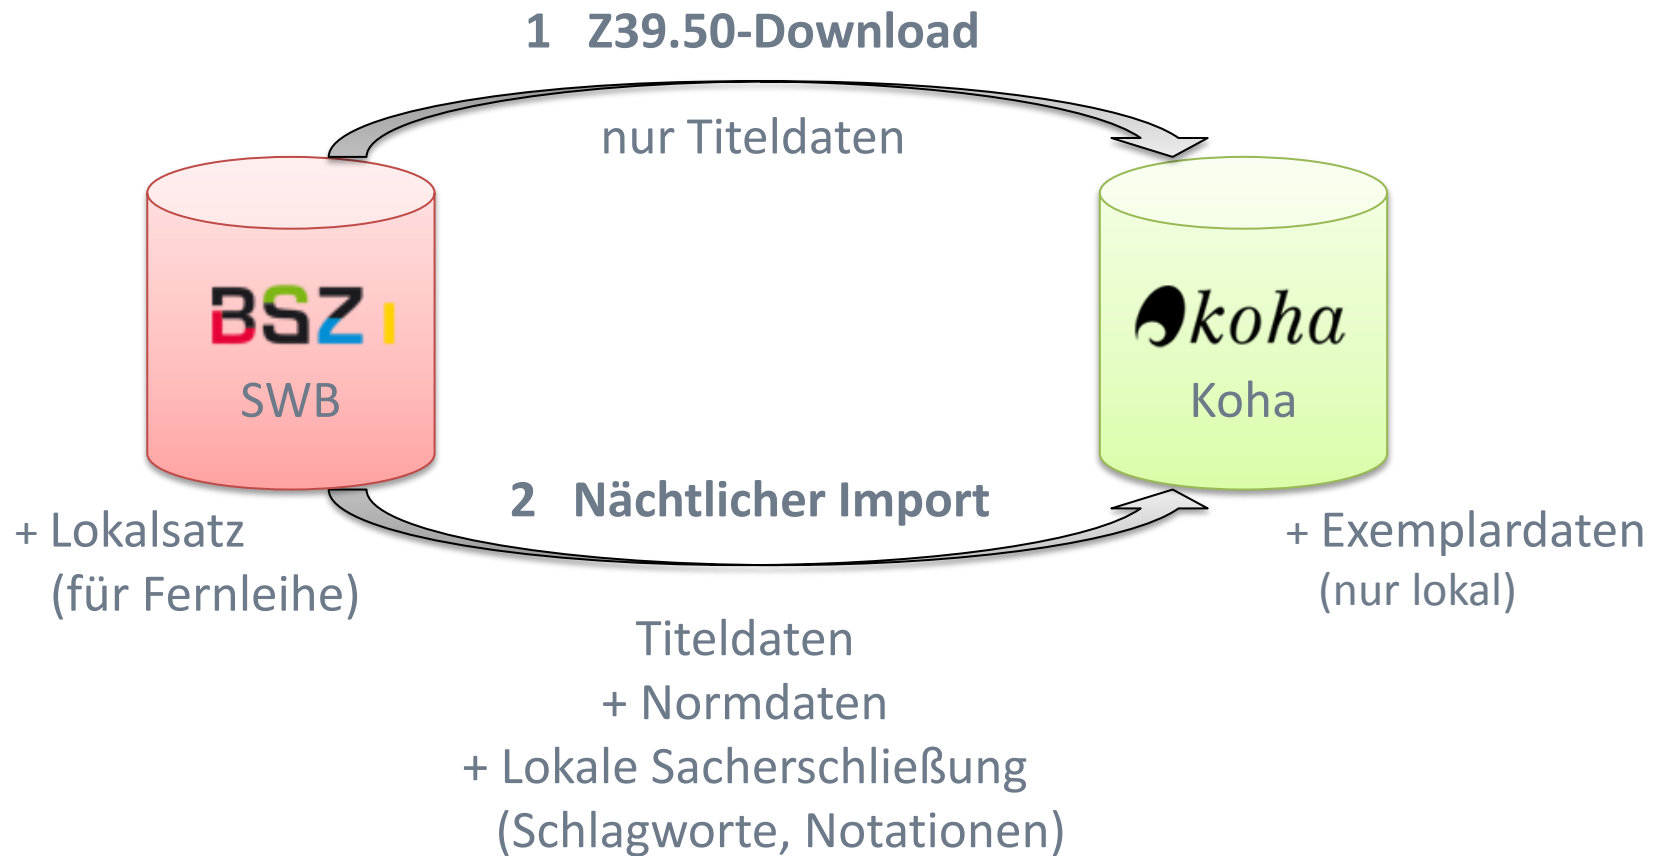 1 Z39.50-Download
nur Titeldaten
BSZ
koha
SWB
Koha
2 Nächtlicher Import
+ Lokalsatz
(für Fernleihe)
+ Exemplardaten
(nur lokal)
Titeldaten
+ Normdaten
+ Lokale Sacherschließung
(Schlagworte, Notationen)